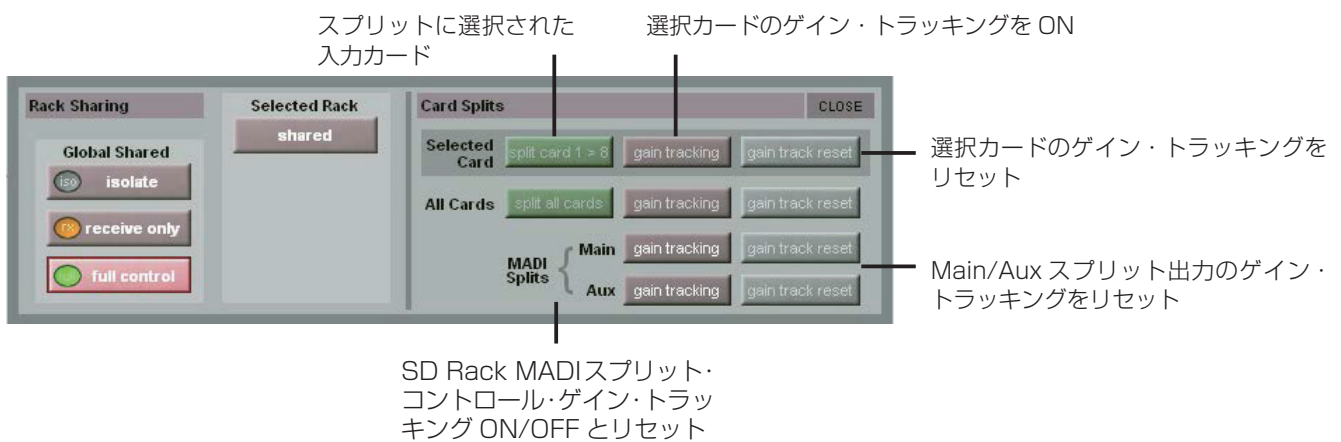 スプリットに選択された
入力カード
選択カードのゲイン・トラッキングを ON
Rack Sharing
Selected Rack
Card Splits
CLOSE
shared
Global Shared
iso isolate
rx receive only
full control
Selected
Card
split card 1 > 8
gain tracking
gain track reset
All Cards
split all cards
gain tracking
gain track reset
MADI
Splits
Main
gain tracking
gain track reset
Aux
gain tracking
gain track reset
選択カードのゲイン・トラッキングを
リセット
Main/Aux スプリット出力のゲイン・
トラッキングをリセット
SD Rack MADIスプリット・
コントロール・ゲイン・トラッ
キング ON/OFF とリセット